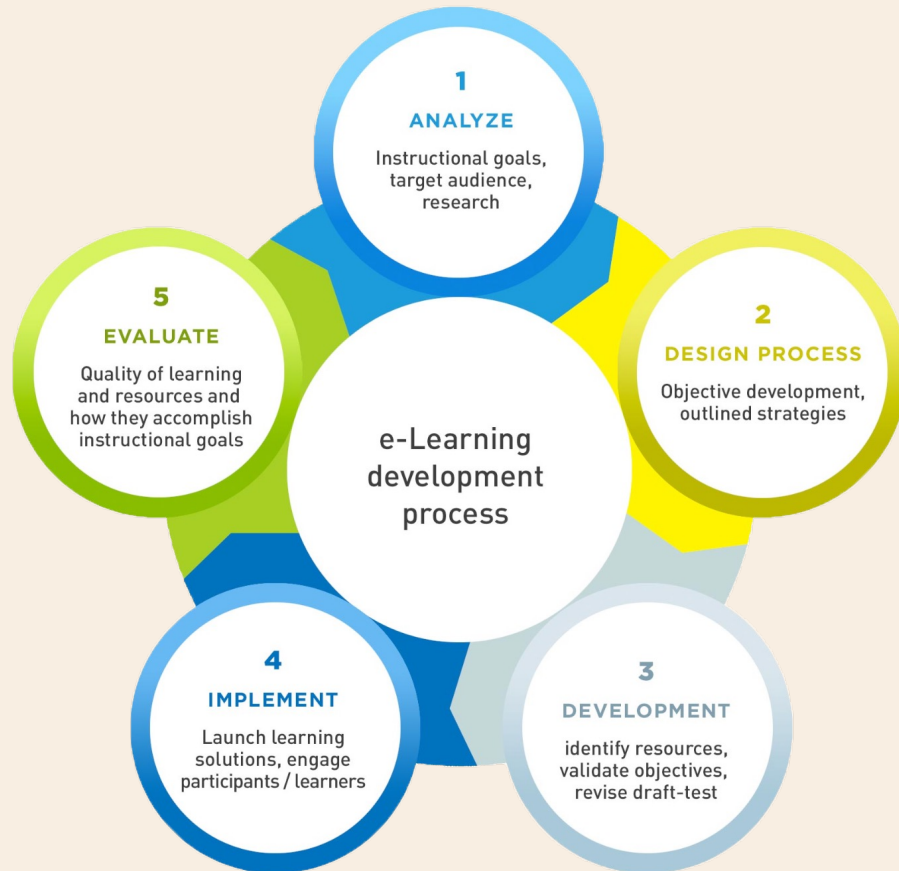 1
ANALYZE
Instructional goals,
target audience,
research
2
DESIGN PROCESS
Objective development,
outlined strategies
3
DEVELOPMENT
identify resources,
validate objectives,
revise draft-test
4
IMPLEMENT
Launch learning
solutions, engage
participants / learners
5
EVALUATE
Quality of learning
and resources and
how they accomplish
instructional goals
e-Learning
development
process